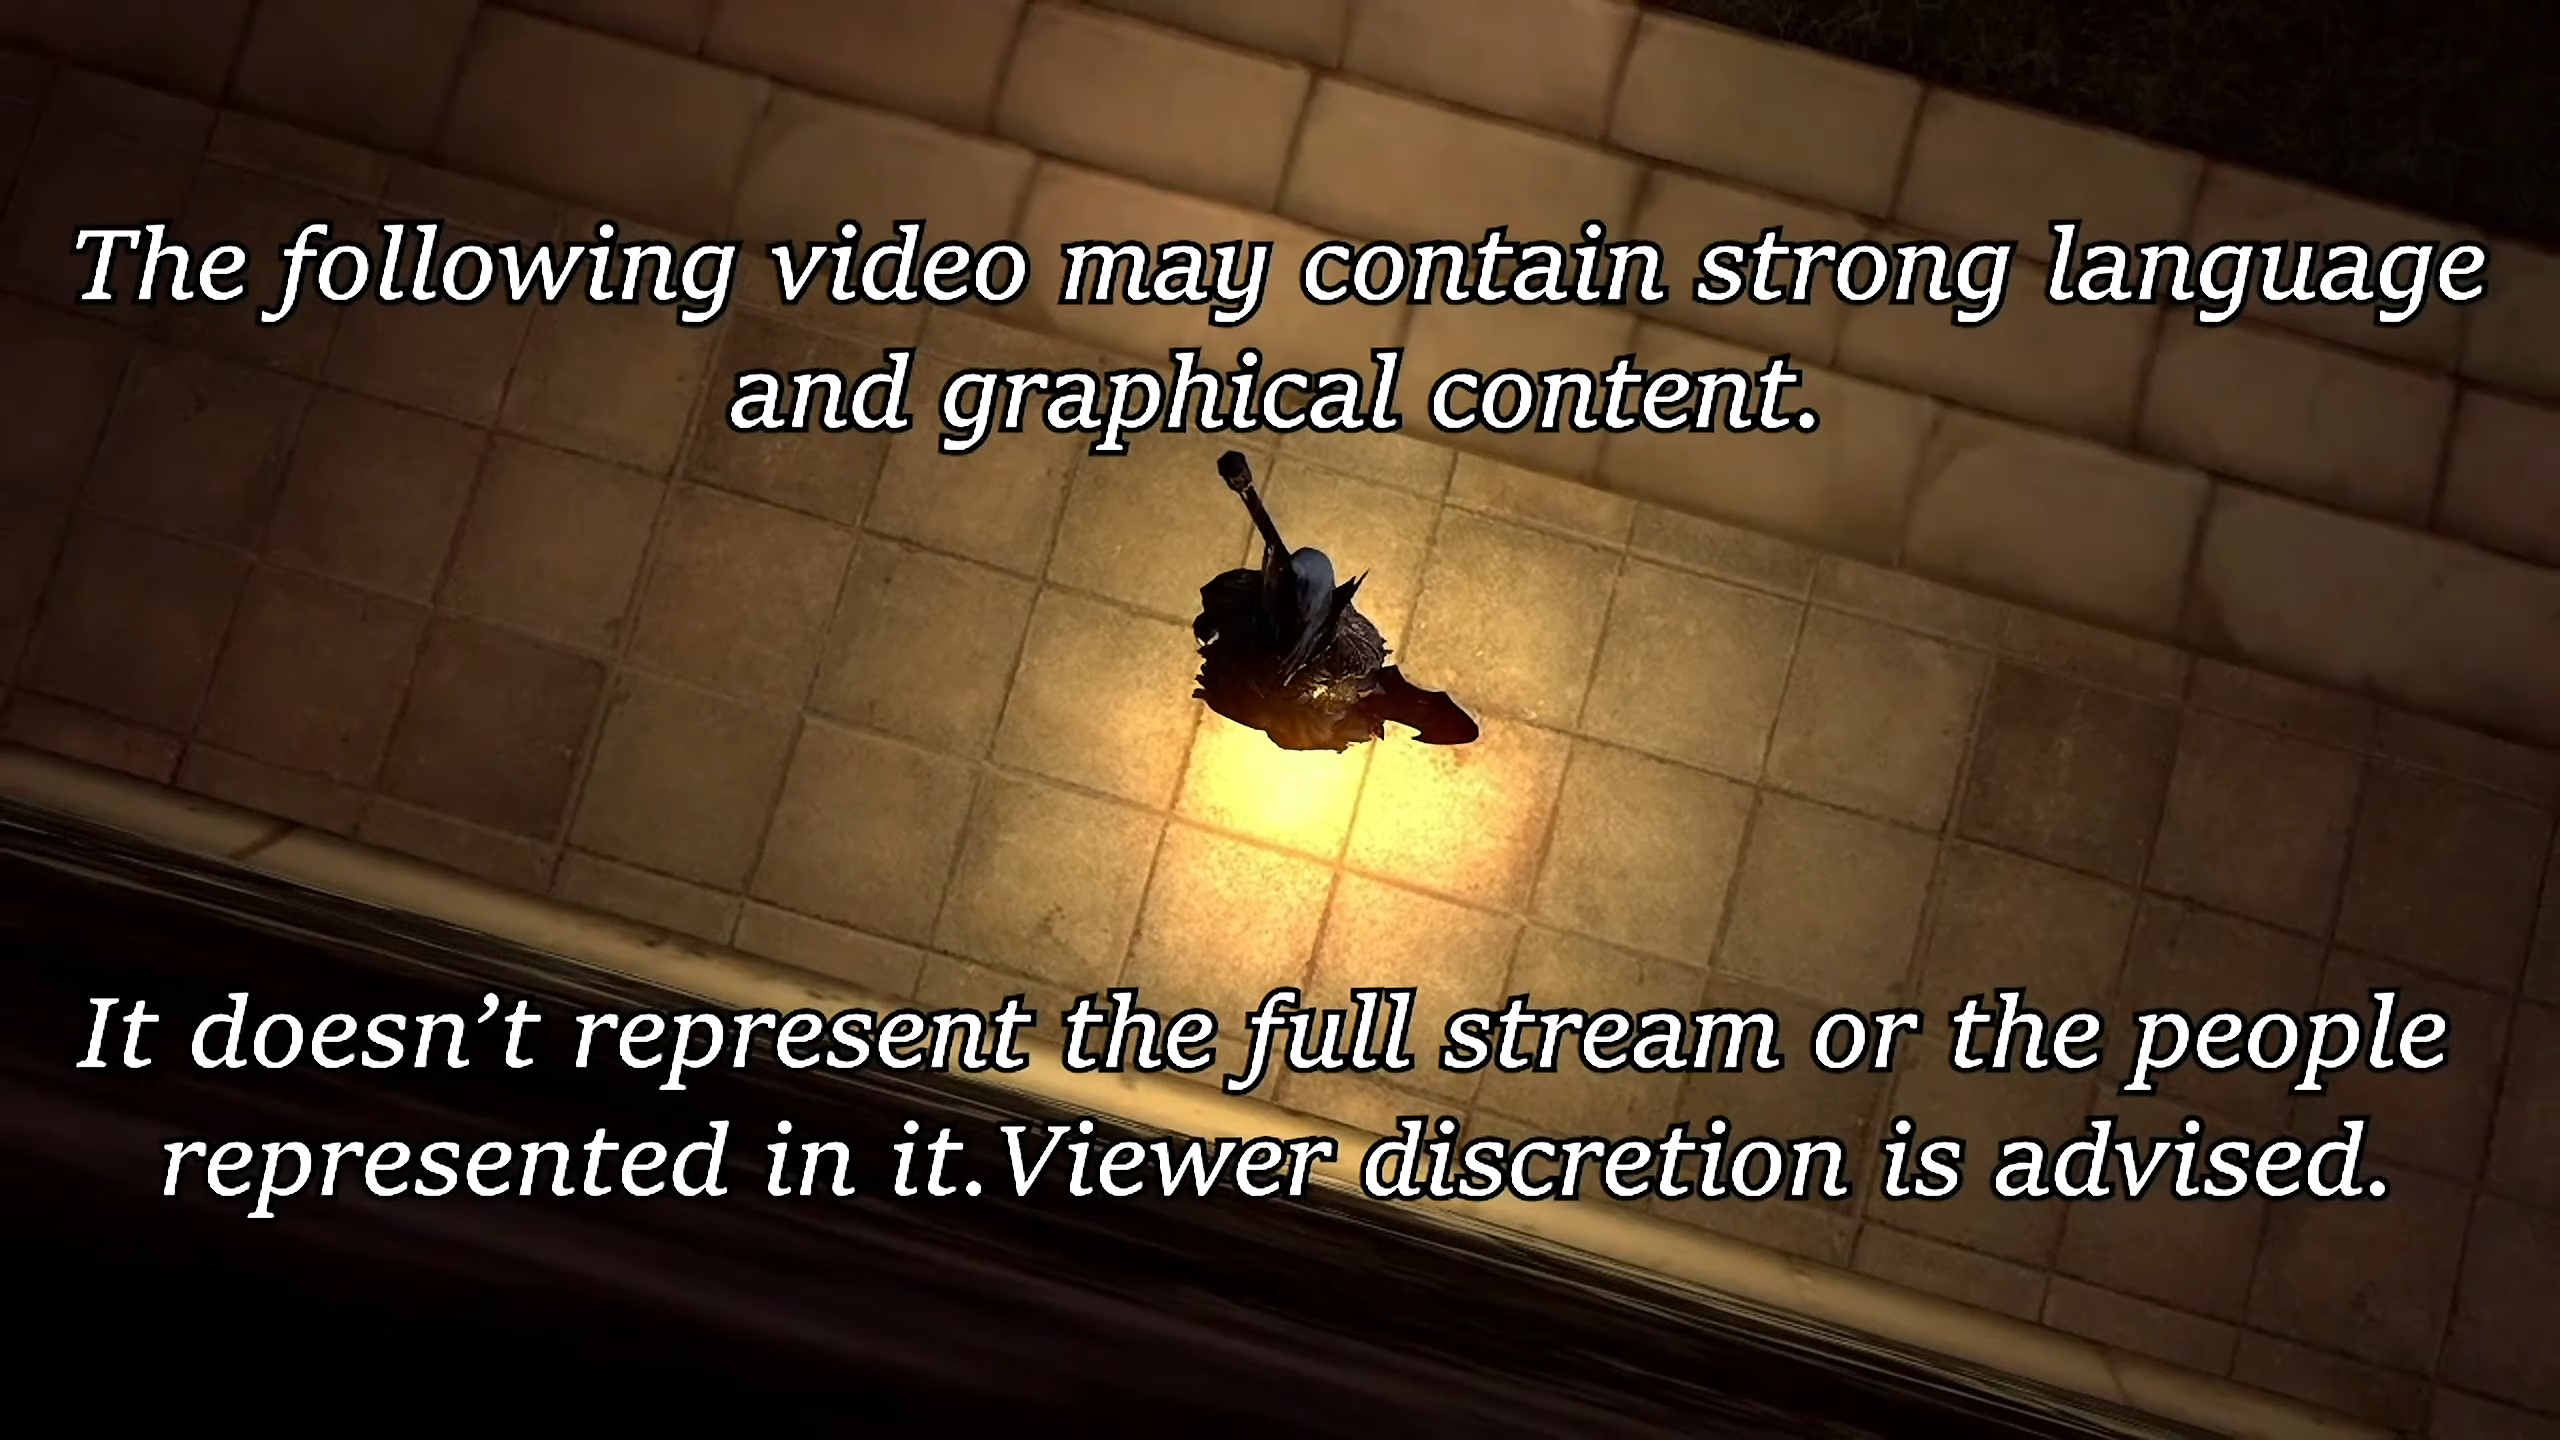 The following video may contain strong language
and graphical content.
It doesn’t represent the full stream or the people
represented in it.Viewer discretion is advised.